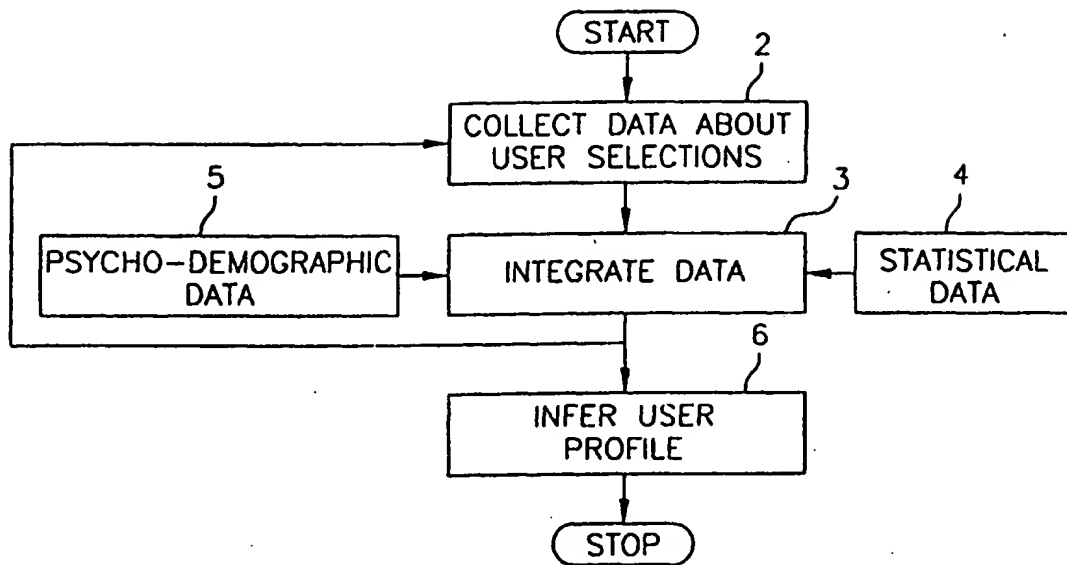 START
2
COLLECT DATA ABOUT
USER SELECTIONS
5
3
4
PSYCHO-DEMOGRAPHIC
DATA
INTEGRATE DATA
STATISTICAL
DATA
6
INFER USER
PROFILE
STOP